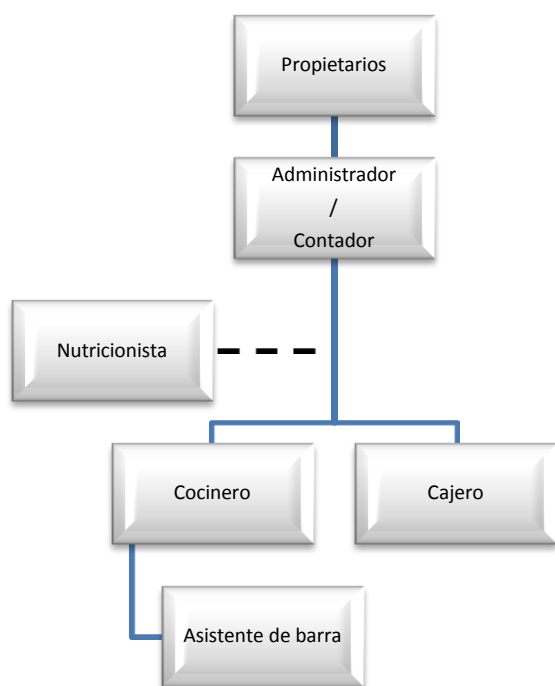 Propietarios
Administrador
/
Contador
Nutricionista
Cocinero
Cajero
Asistente de barra